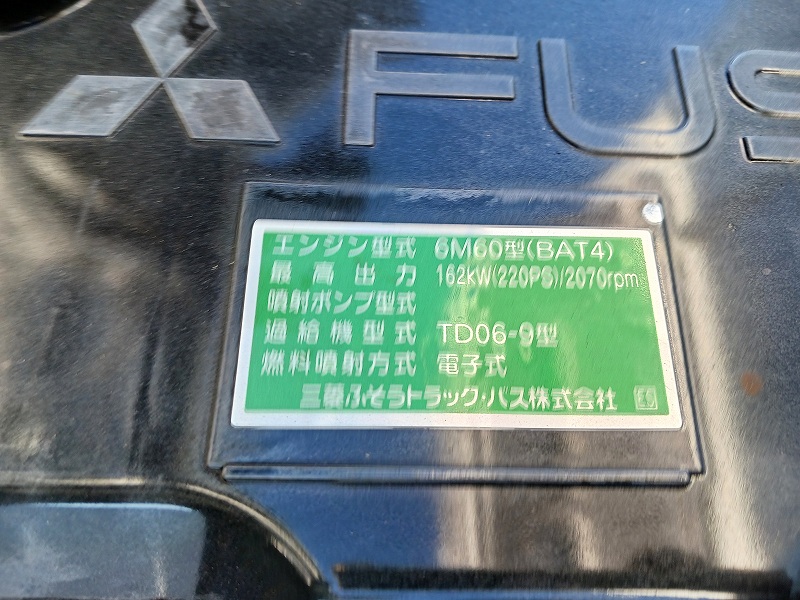 FUS
エンジン型式 6M60型(BAT4)
最高出力 162kW(220PS)/2070rpm
噴射ポンプ型式
過給機型式 TD06-9型
燃料噴射方式 電子式
三菱ふそうトラック・バス株式会社